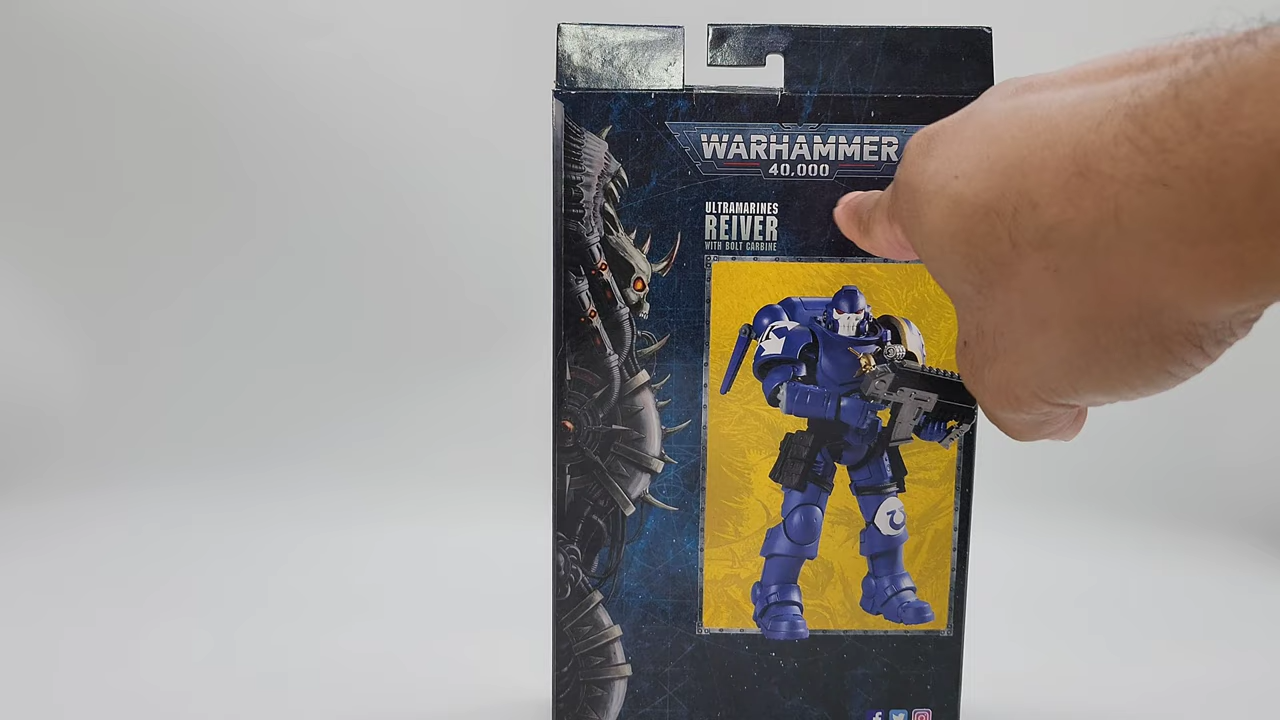 WARHAMMER
40,000
ULTRAMARINES
REIVER
WITH BOLT CARBINE